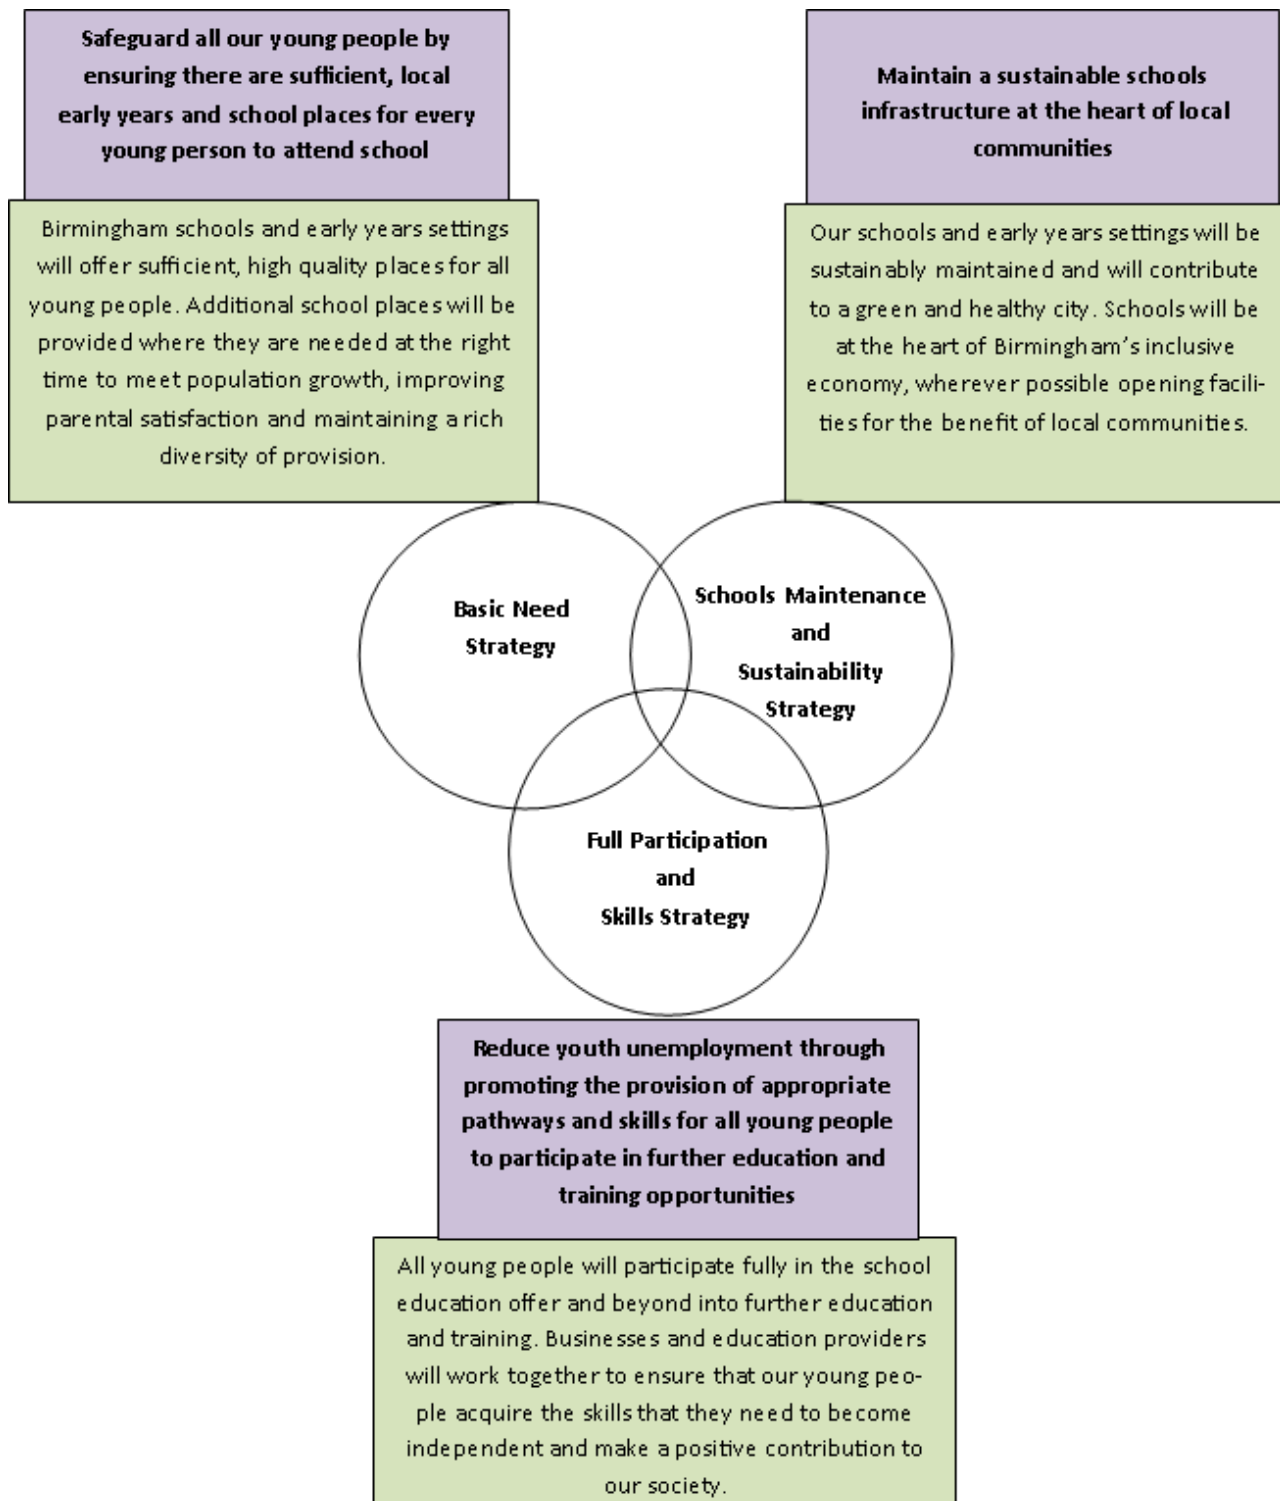 Safeguard all our young people by
ensuring there are sufficient, local
early years and school places for every
young person to attend school
Birmingham schools and early years settings
will offer sufficient, high quality places for all
young people. Additional school places will be
provided where they are needed at the right
time to meet population growth, improving
parental satisfaction and maintaining a rich
diversity of provision.
Maintain a sustainable schools
infrastructure at the heart of local
communities
Our schools and early years settings will be
sustainably maintained and will contribute
to a green and healthy city. Schools will be
at the heart of Birmingham’s inclusive
economy, wherever possible opening facili-
ties for the benefit of local communities.
Basic Need
Strategy
Schools Maintenance
and
Sustainability
Strategy
Full Participation
and
Skills Strategy
Reduce youth unemployment through
promoting the provision of appropriate
pathways and skills for all young people
to participate in further education and
training opportunities
All young people will participate fully in the school
education offer and beyond into further education
and training. Businesses and education providers
will work together to ensure that our young peo-
ple acquire the skills that they need to become
independent and make a positive contribution to
our society.